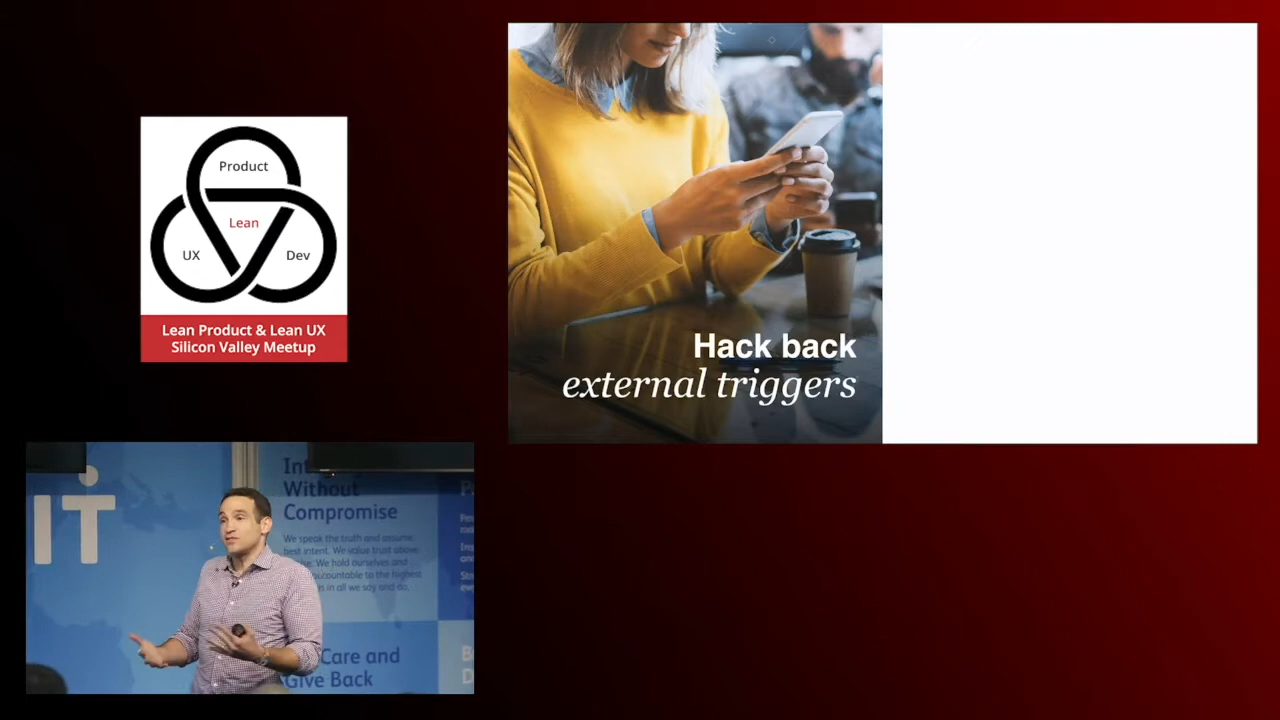 Product
Lean
UX
Dev
Lean Product & Lean UX
Silicon Valley Meetup
Hack back
external triggers
IT
Without
Compromise
We speak the truth and assume
best intent. We value trust above
We hold ourselves and
accountable to the highest
in all we say and do.
Care and
Give Back